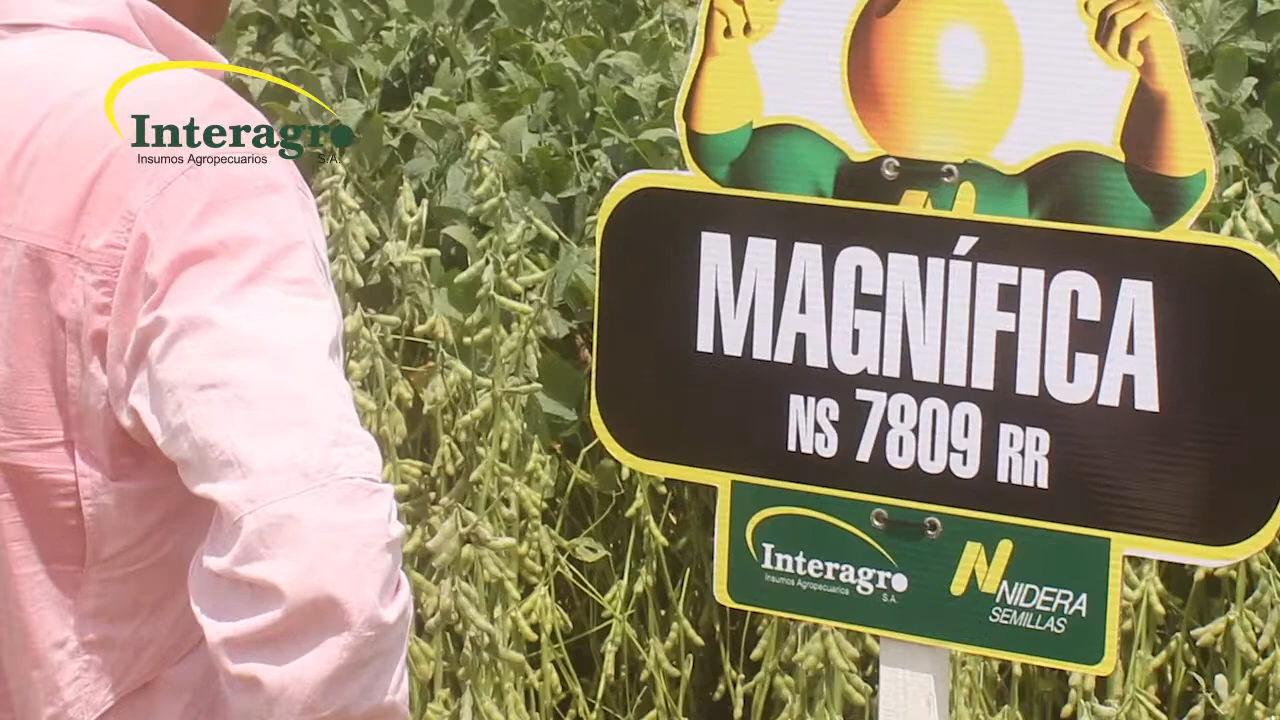 Interagro
Insumos Agropecuarios S.A.
MAGNÍFICA
NS 7809 RR
Interagro
Insumos Agropecuarios S.A.
NIDERA
SEMILLAS